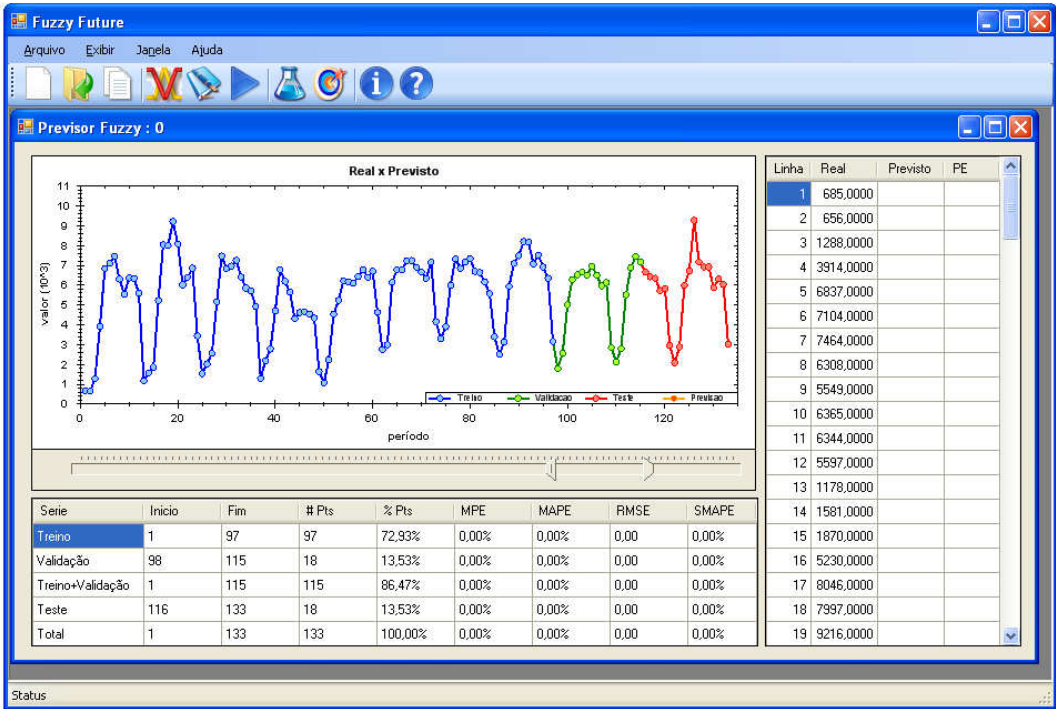 Fuzzy Future
Arquivo Exibir Janela Ajuda
Previsor Fuzzy : 0
Real x Previsto
11
10
9
8
7
6
5
4
3
2
1
0
valor (10^3)
0 20 40 60 80 100 120
Treino Validacao Teste Previsao
período
Serie Inicio Fim # Pts % Pts MPE MAPE RMSE SMAPE
Treino 1 97 97 72,93% 0,00% 0,00% 0,00 0,00%
Validação 98 115 18 13,53% 0,00% 0,00% 0,00 0,00%
Treino+Validação 1 115 115 86,47% 0,00% 0,00% 0,00 0,00%
Teste 116 133 18 13,53% 0,00% 0,00% 0,00 0,00%
Total 1 133 133 100,00% 0,00% 0,00% 0,00 0,00%
Linha Real Previsto PE
1 685,0000
2 656,0000
3 1288,0000
4 3914,0000
5 6837,0000
6 7104,0000
7 7464,0000
8 6308,0000
9 5549,0000
10 6365,0000
11 6344,0000
12 5597,0000
13 1178,0000
14 1581,0000
15 1870,0000
16 5230,0000
17 8046,0000
18 7997,0000
19 9216,0000
Status